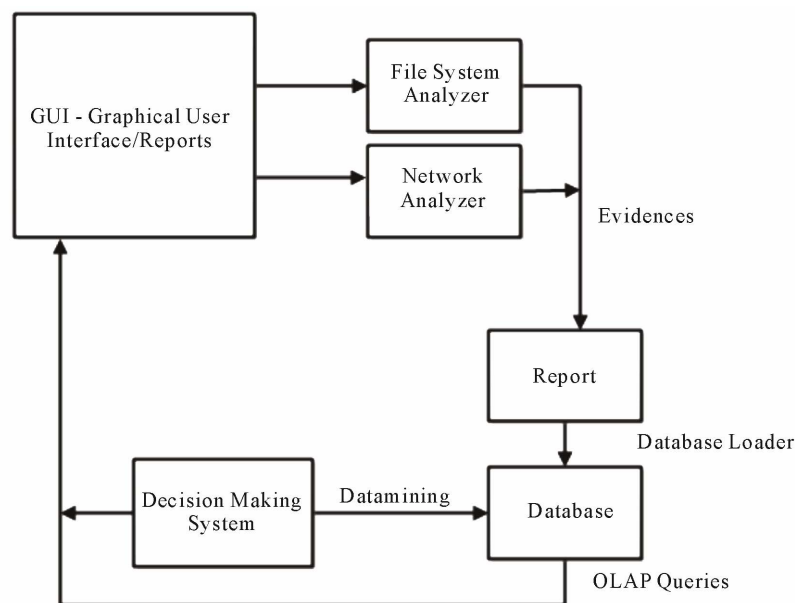 GUI - Graphical User
Interface/Reports
File System
Analyzer
Network
Analyzer
Evidences
Report
Database Loader
Decision Making
System
Datamining
Database
OLAP Queries